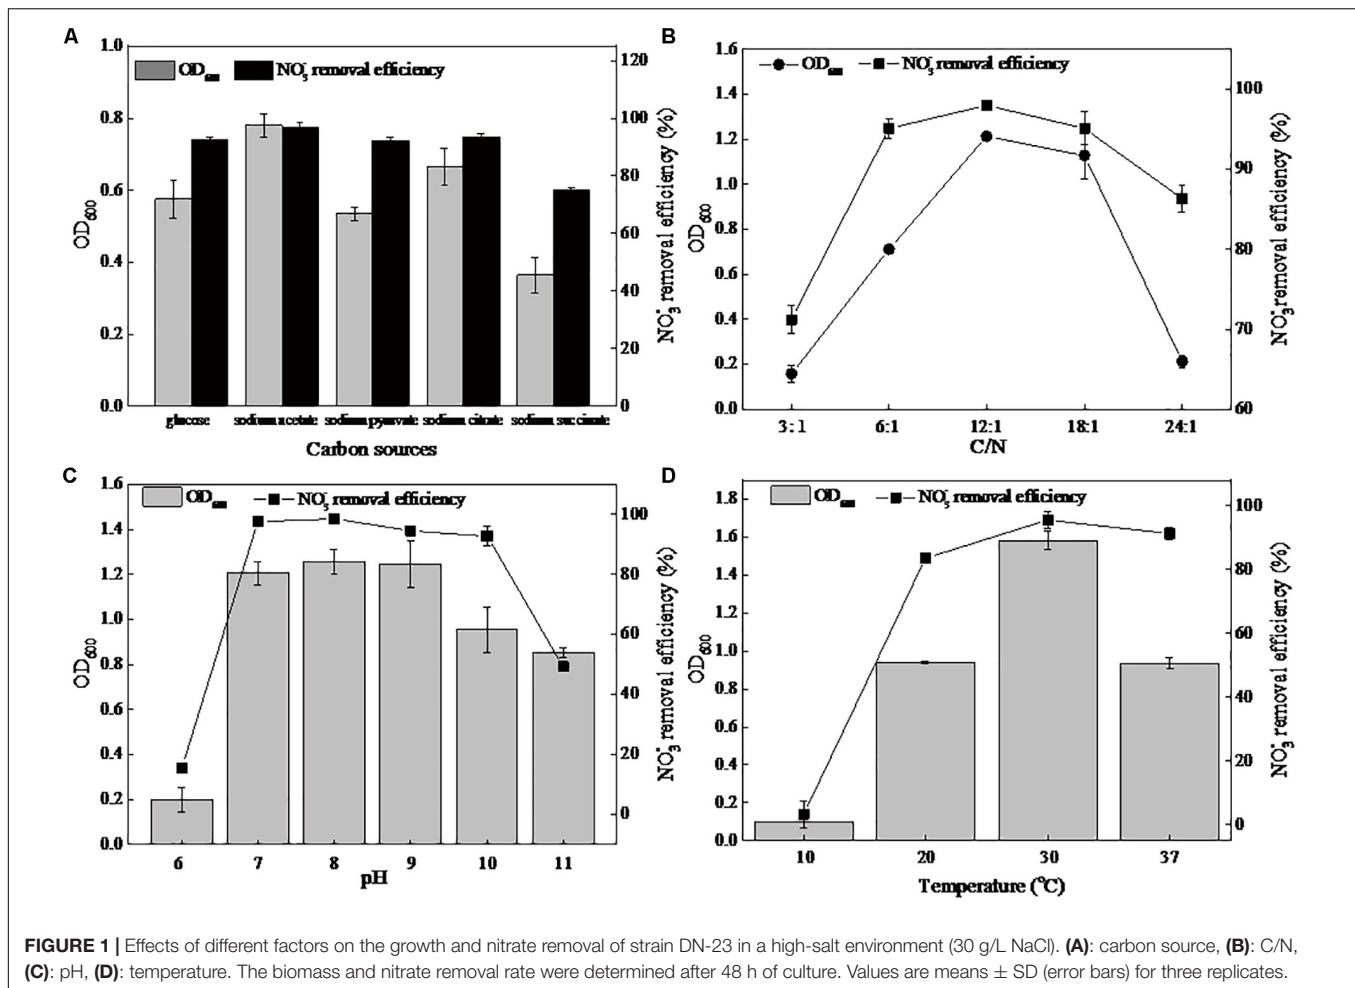 A
1.0
0.8
0.6
0.4
0.2
0.0
OD600
OD600
NO3- removal efficiency
120
100
80
60
40
20
0
NO3- removal efficiency (%)
glucose
sodium acetate
sodium pyruvate
sodium citrate
sodium succinate
Carbon sources
B
1.6
1.4
1.2
1.0
0.8
0.6
0.4
0.2
0.0
OD600
OD600
NO3- removal efficiency
100
90
80
70
60
NO3- removal efficiency (%)
3:1
6:1
12:1
18:1
24:1
C/N
C
1.6
1.4
1.2
1.0
0.8
0.6
0.4
0.2
0.0
OD600
OD600
NO3- removal efficiency
100
80
60
40
20
0
NO3- removal efficiency (%)
6
7
8
9
10
11
pH
D
1.8
1.6
1.4
1.2
1.0
0.8
0.6
0.4
0.2
0.0
OD600
OD600
NO3- removal efficiency
100
80
60
40
20
0
NO3- removal efficiency (%)
10
20
30
37
Temperature (°C)
FIGURE 1 | Effects of different factors on the growth and nitrate removal of strain DN-23 in a high-salt environment (30 g/L NaCl). (A): carbon source, (B): C/N,
(C): pH, (D): temperature. The biomass and nitrate removal rate were determined after 48 h of culture. Values are means ± SD (error bars) for three replicates.